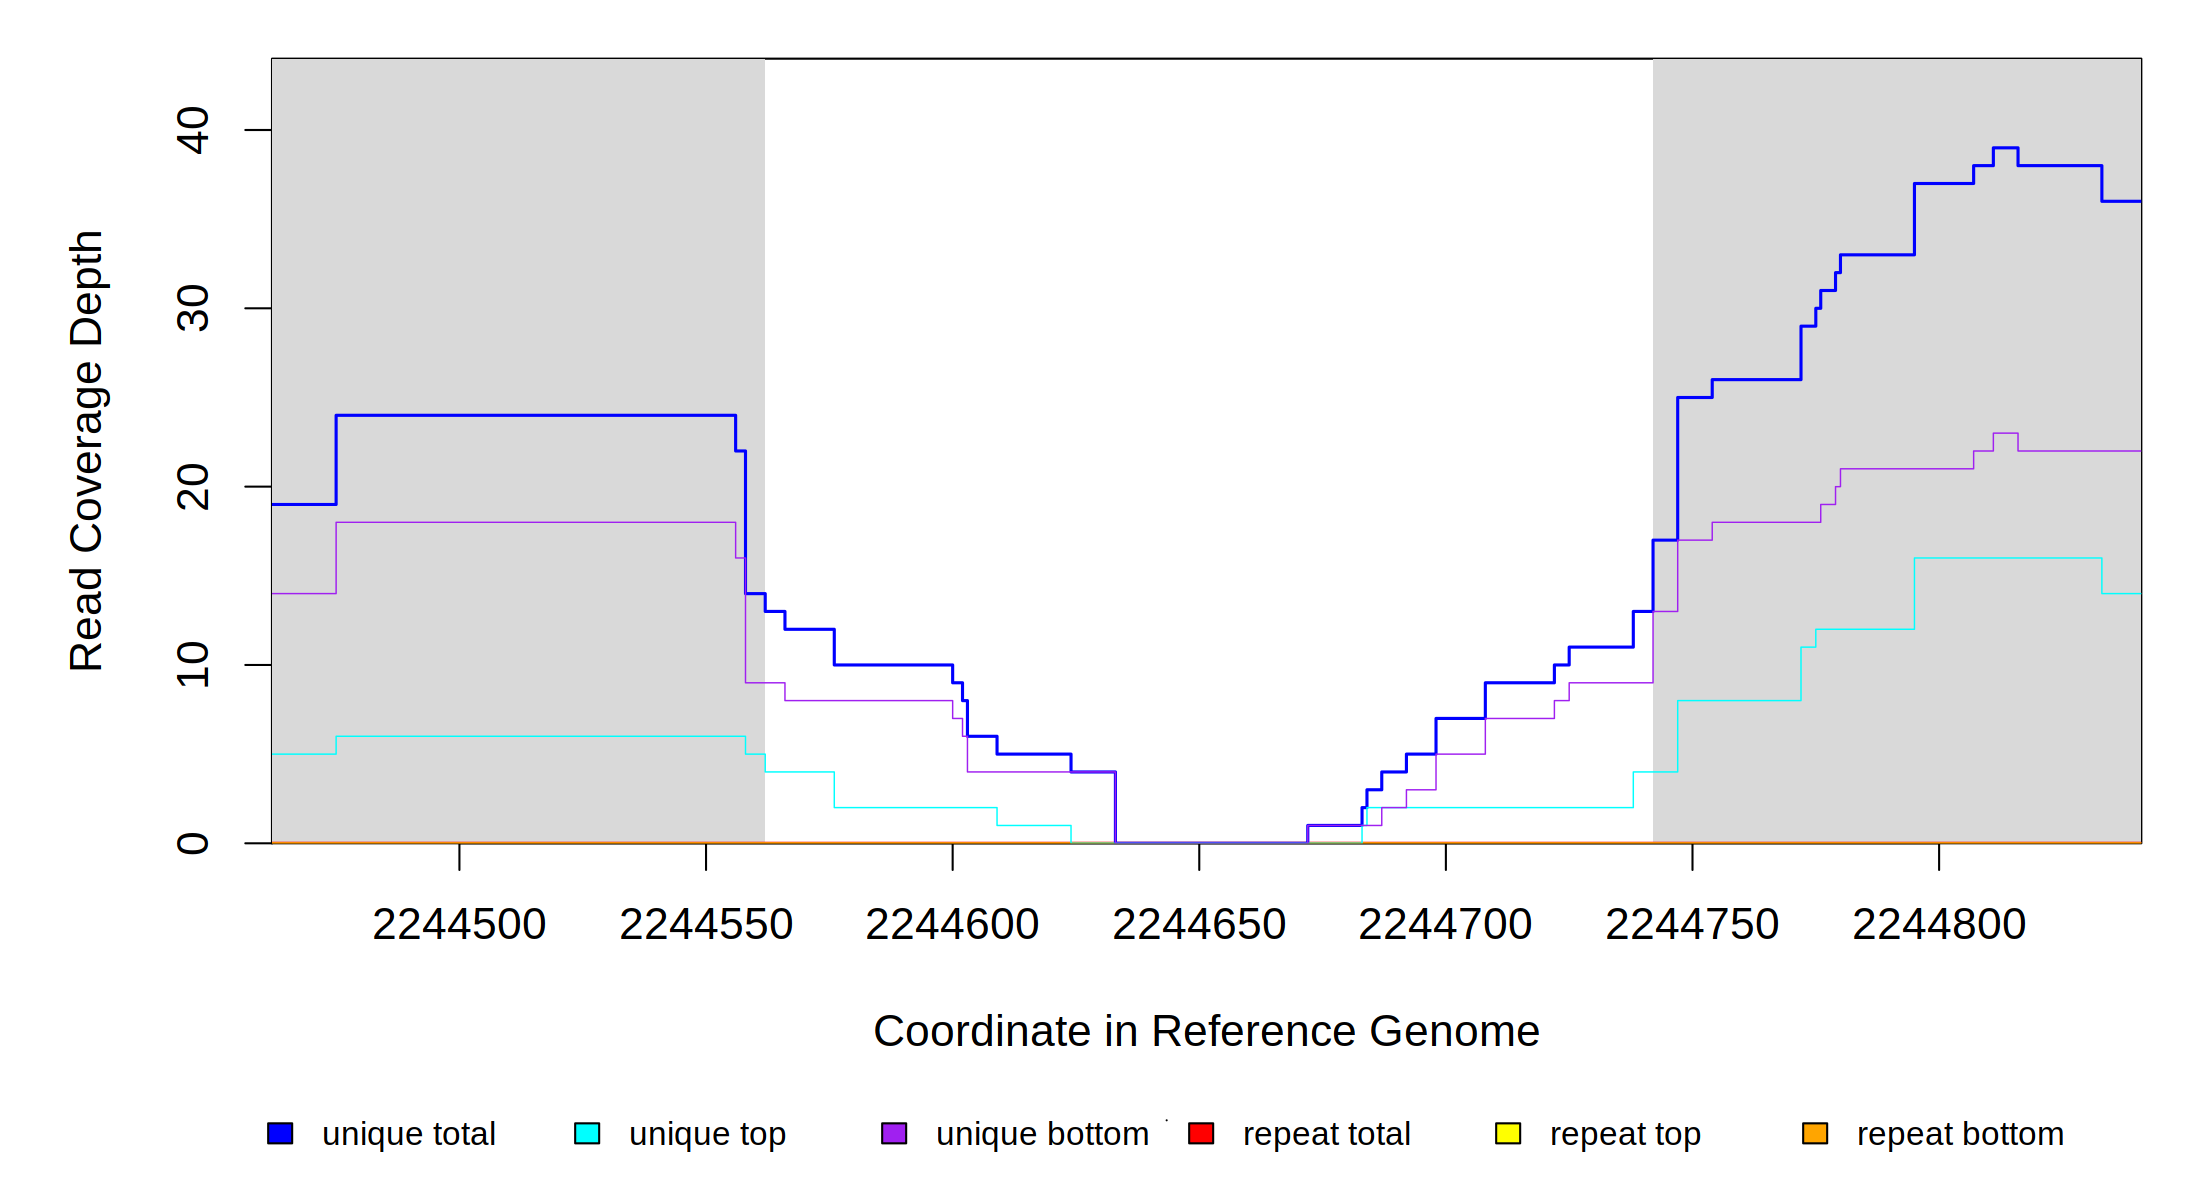 40
30
20
10
0
Read Coverage Depth
2244500 2244550 2244600 2244650 2244700 2244750 2244800
Coordinate in Reference Genome
unique total unique top unique bottom repeat total repeat top repeat bottom